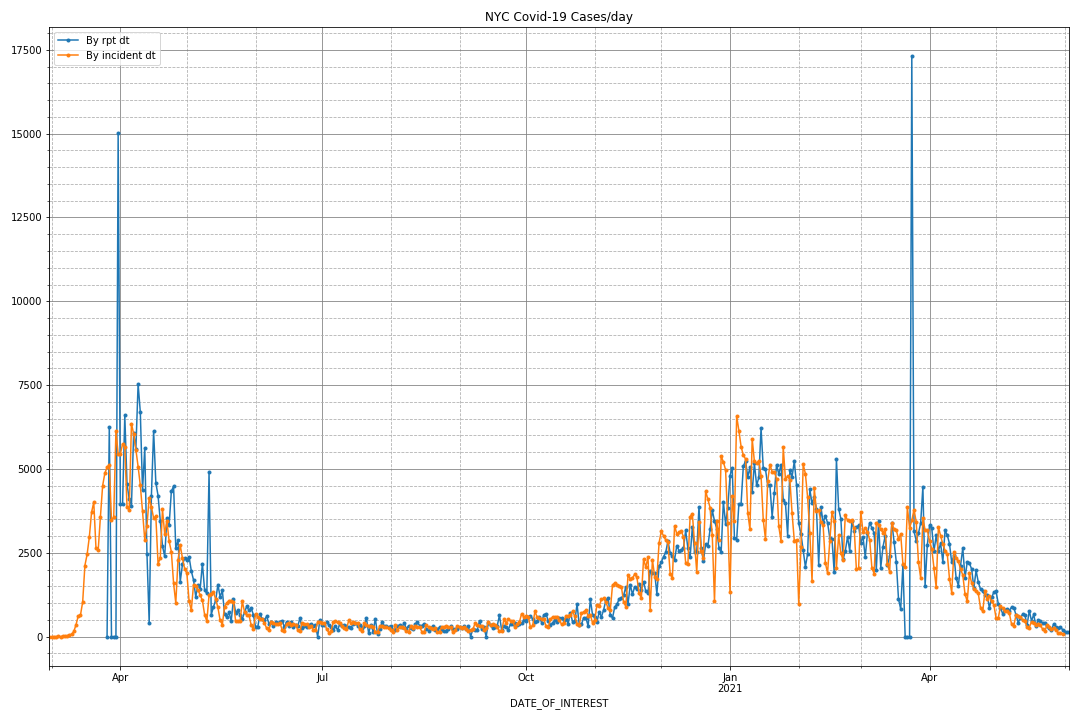 NYC Covid-19 Cases/day
By rpt dt
By incident dt
17500
15000
12500
10000
7500
5000
2500
0
Apr Jul Oct Jan Apr
2021
DATE_OF_INTEREST